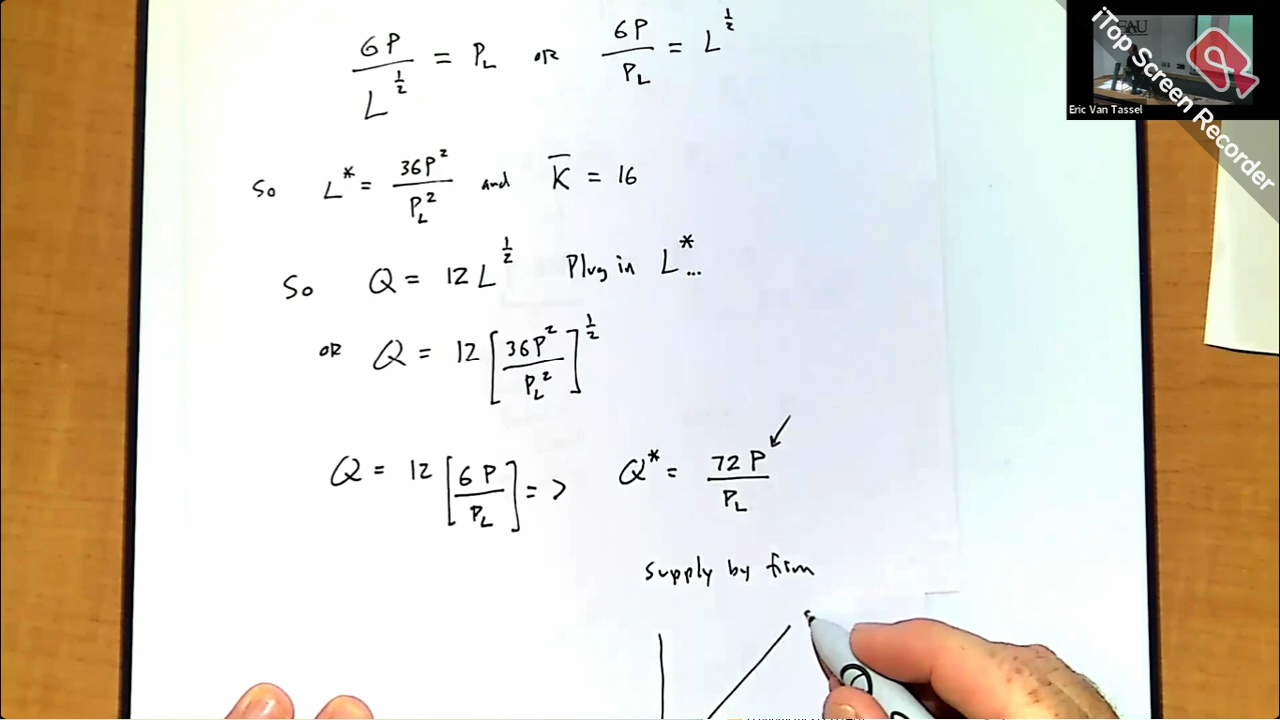 6P / L^{1/2} = P_L OR 6P / P_L = L^{1/2}
So L* = 36P² / P_L² and K̅ = 16
So Q = 12 L^{1/2} Plug in L*...
OR Q = 12 [36P² / P_L²]^{1/2}
Q = 12 [6P / P_L] => Q* = 72P / P_L
Supply by firm
FAU
Eric Van Tassel
iTop Screen Recorder